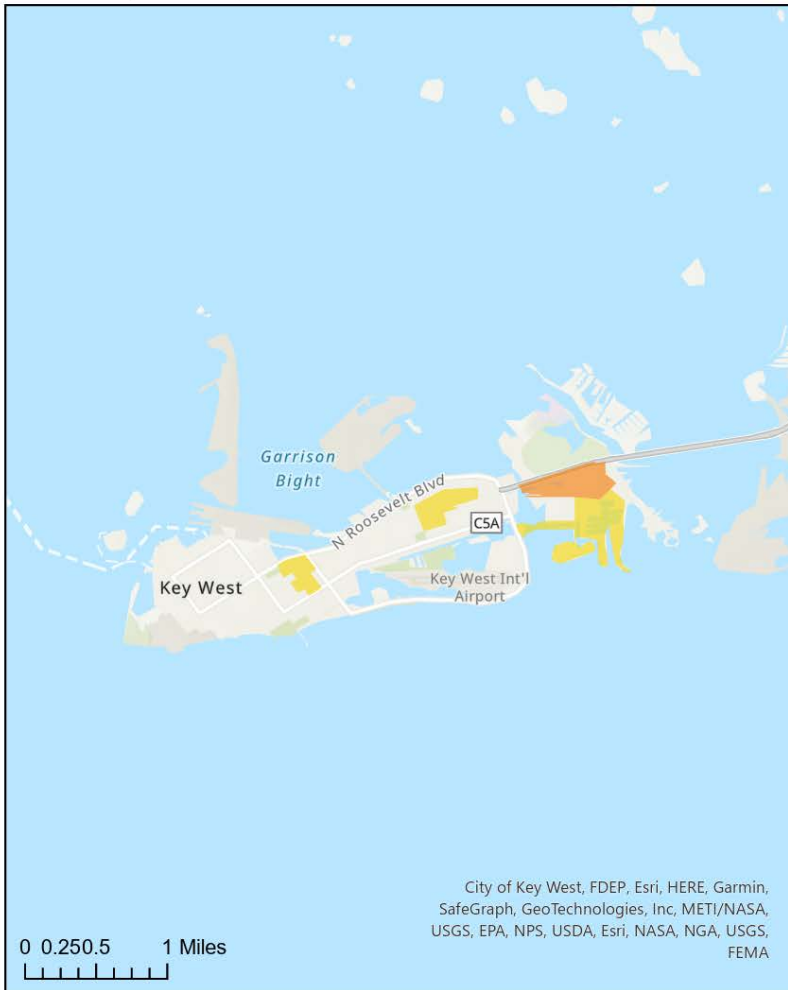 Garrison
Bight
N Roosevelt Blvd
C5A
Key West
Key West Int'l
Airport
City of Key West, FDEP, Esri, HERE, Garmin,
SafeGraph, GeoTechnologies, Inc, METI/NASA,
USGS, EPA, NPS, USDA, Esri, NASA, NGA, USGS,
FEMA
0 0.250.5 1 Miles